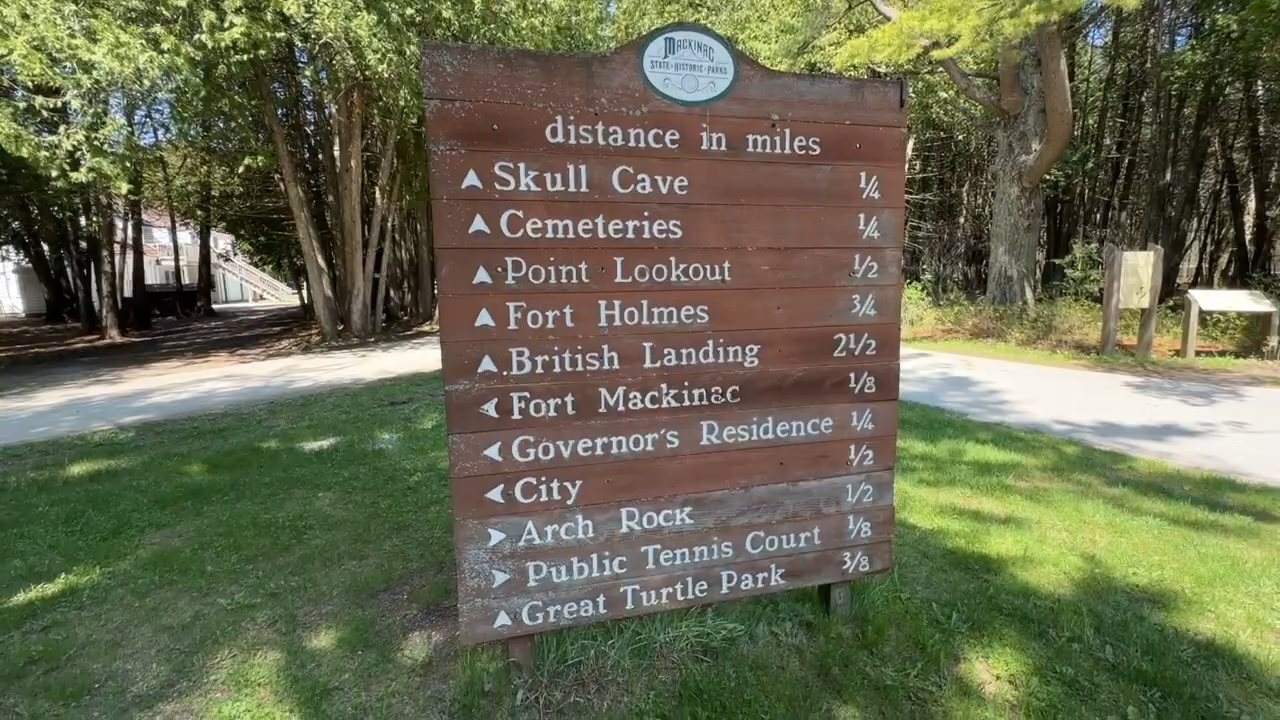 MACKINAC
STATE HISTORIC PARKS
distance in miles
Skull Cave ¼
Cemeteries ¼
Point Lookout ½
Fort Holmes ¾
British Landing 2½
Fort Mackinac ⅛
Governor's Residence ¼
City ½
Arch Rock ½
Public Tennis Court ⅛
Great Turtle Park ⅜